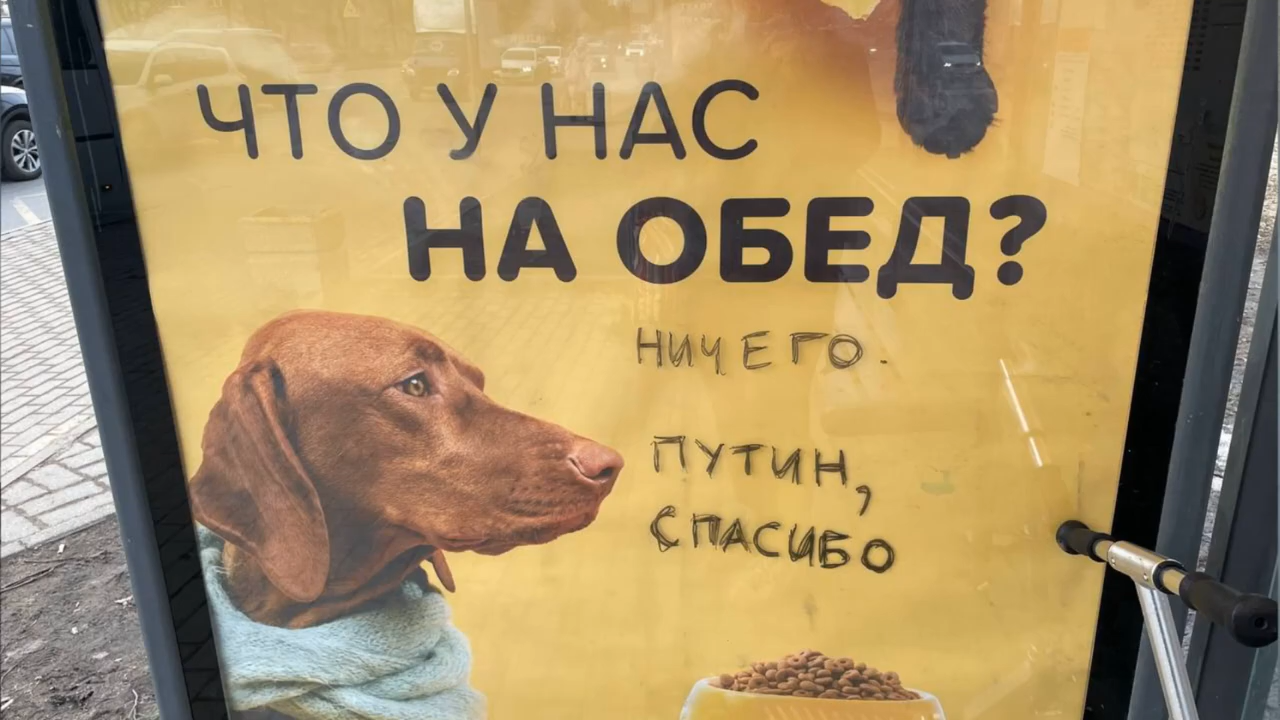 ЧТО У НАС
НА ОБЕД?
НИЧЕГО.
ПУТИН,
СПАСИБО